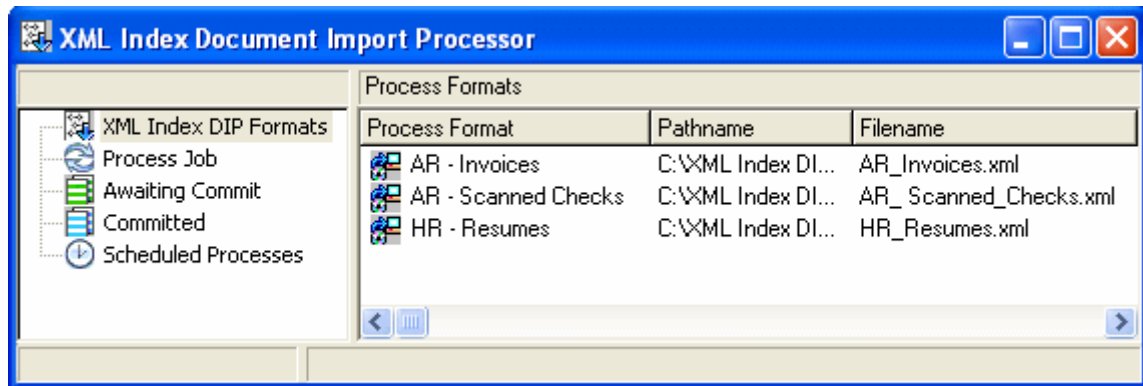 XML Index Document Import Processor
Process Formats
XML Index DIP Formats
Process Job
Awaiting Commit
Committed
Scheduled Processes
Process Format Pathname Filename
AR - Invoices C:\XML Index DI... AR_Invoices.xml
AR - Scanned Checks C:\XML Index DI... AR_ Scanned_Checks.xml
HR - Resumes C:\XML Index DI... HR_Resumes.xml